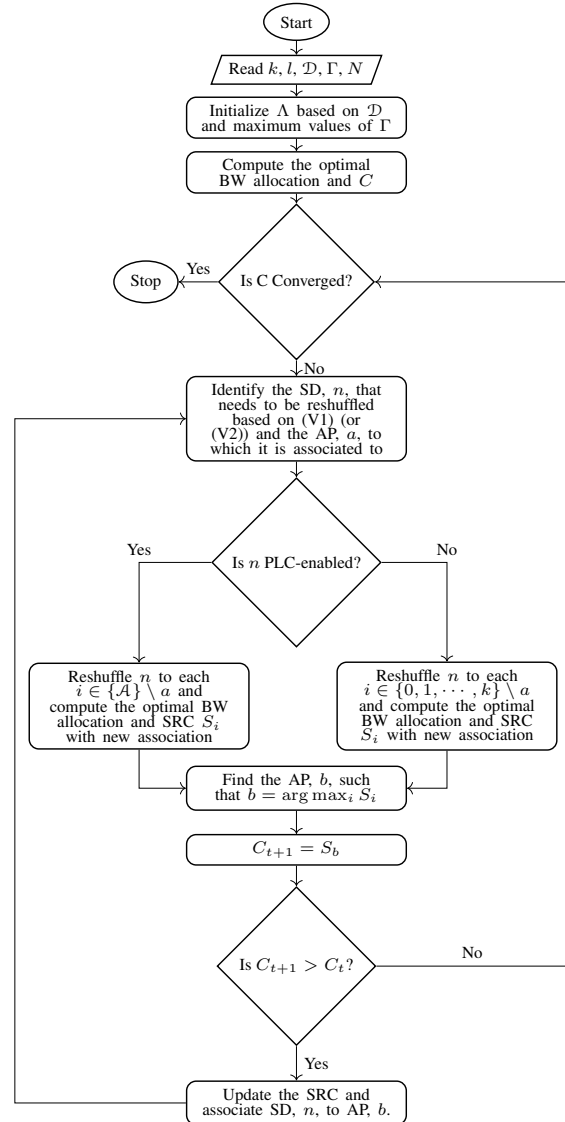 Start
Read k, l, 𝒟, Γ, N
Initialize Λ based on 𝒟
and maximum values of Γ
Compute the optimal
BW allocation and C
Is C Converged?
Yes
Stop
No
Identify the SD, n, that
needs to be reshuffled
based on (V1) (or
(V2)) and the AP, a, to
which it is associated to
Is n PLC-enabled?
Yes
No
Reshuffle n to each
i ∈ {𝒜} \ a and
compute the optimal BW
allocation and SRC S_i
with new association
Reshuffle n to each
i ∈ {0, 1, ⋯ , k} \ a
and compute the optimal
BW allocation and SRC
S_i with new association
Find the AP, b, such
that b = arg max_i S_i
C_{t+1} = S_b
Is C_{t+1} > C_t?
No
Yes
Update the SRC and
associate SD, n, to AP, b.